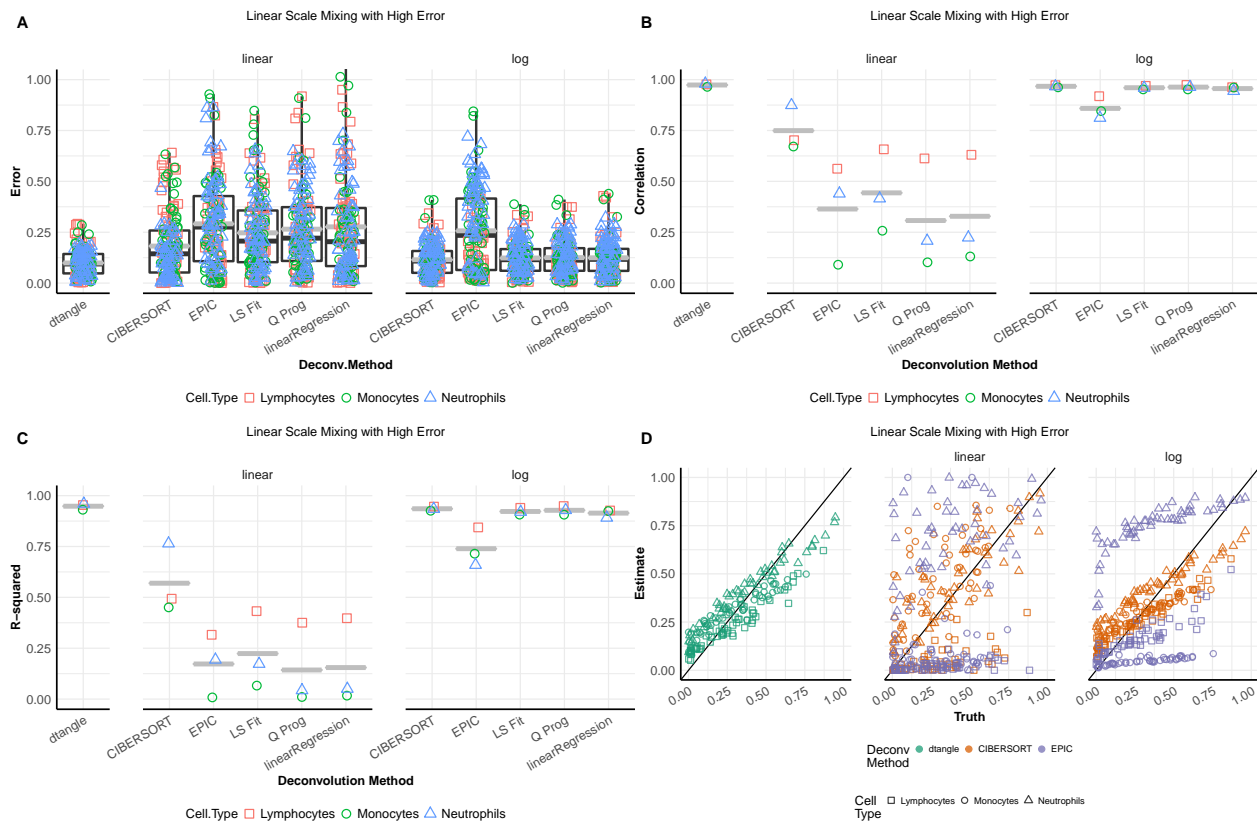 A
Linear Scale Mixing with High Error
linear
log
1.00
0.75
0.50
0.25
0.00
Error
dtangle
CIBERSORT
EPIC
LS Fit
Q Prog
linearRegression
CIBERSORT
EPIC
LS Fit
Q Prog
linearRegression
Deconv.Method
Cell.Type Lymphocytes Monocytes Neutrophils
B
Linear Scale Mixing with High Error
linear
log
1.00
0.75
0.50
0.25
0.00
Correlation
dtangle
CIBERSORT
EPIC
LS Fit
Q Prog
linearRegression
CIBERSORT
EPIC
LS Fit
Q Prog
linearRegression
Deconvolution Method
Cell.Type Lymphocytes Monocytes Neutrophils
C
Linear Scale Mixing with High Error
linear
log
1.00
0.75
0.50
0.25
0.00
R−squared
dtangle
CIBERSORT
EPIC
LS Fit
Q Prog
linearRegression
CIBERSORT
EPIC
LS Fit
Q Prog
linearRegression
Deconvolution Method
Cell.Type Lymphocytes Monocytes Neutrophils
D
Linear Scale Mixing with High Error
linear
log
1.00
0.75
0.50
0.25
0.00
Estimate
0.00 0.25 0.50 0.75 1.00
0.00 0.25 0.50 0.75 1.00
0.00 0.25 0.50 0.75 1.00
Truth
Deconv
Method
dtangle CIBERSORT EPIC
Cell
Type
Lymphocytes Monocytes Neutrophils